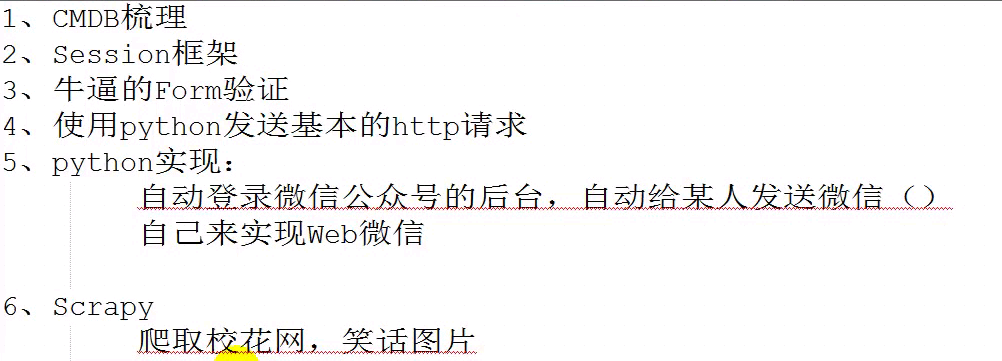 1、CMDB梳理
2、Session框架
3、牛逼的Form验证
4、使用python发送基本的http请求
5、python实现：
自动登录微信公众号的后台，自动给某人发送微信（）
自己来实现Web微信
6、Scrapy
爬取校花网，笑话图片